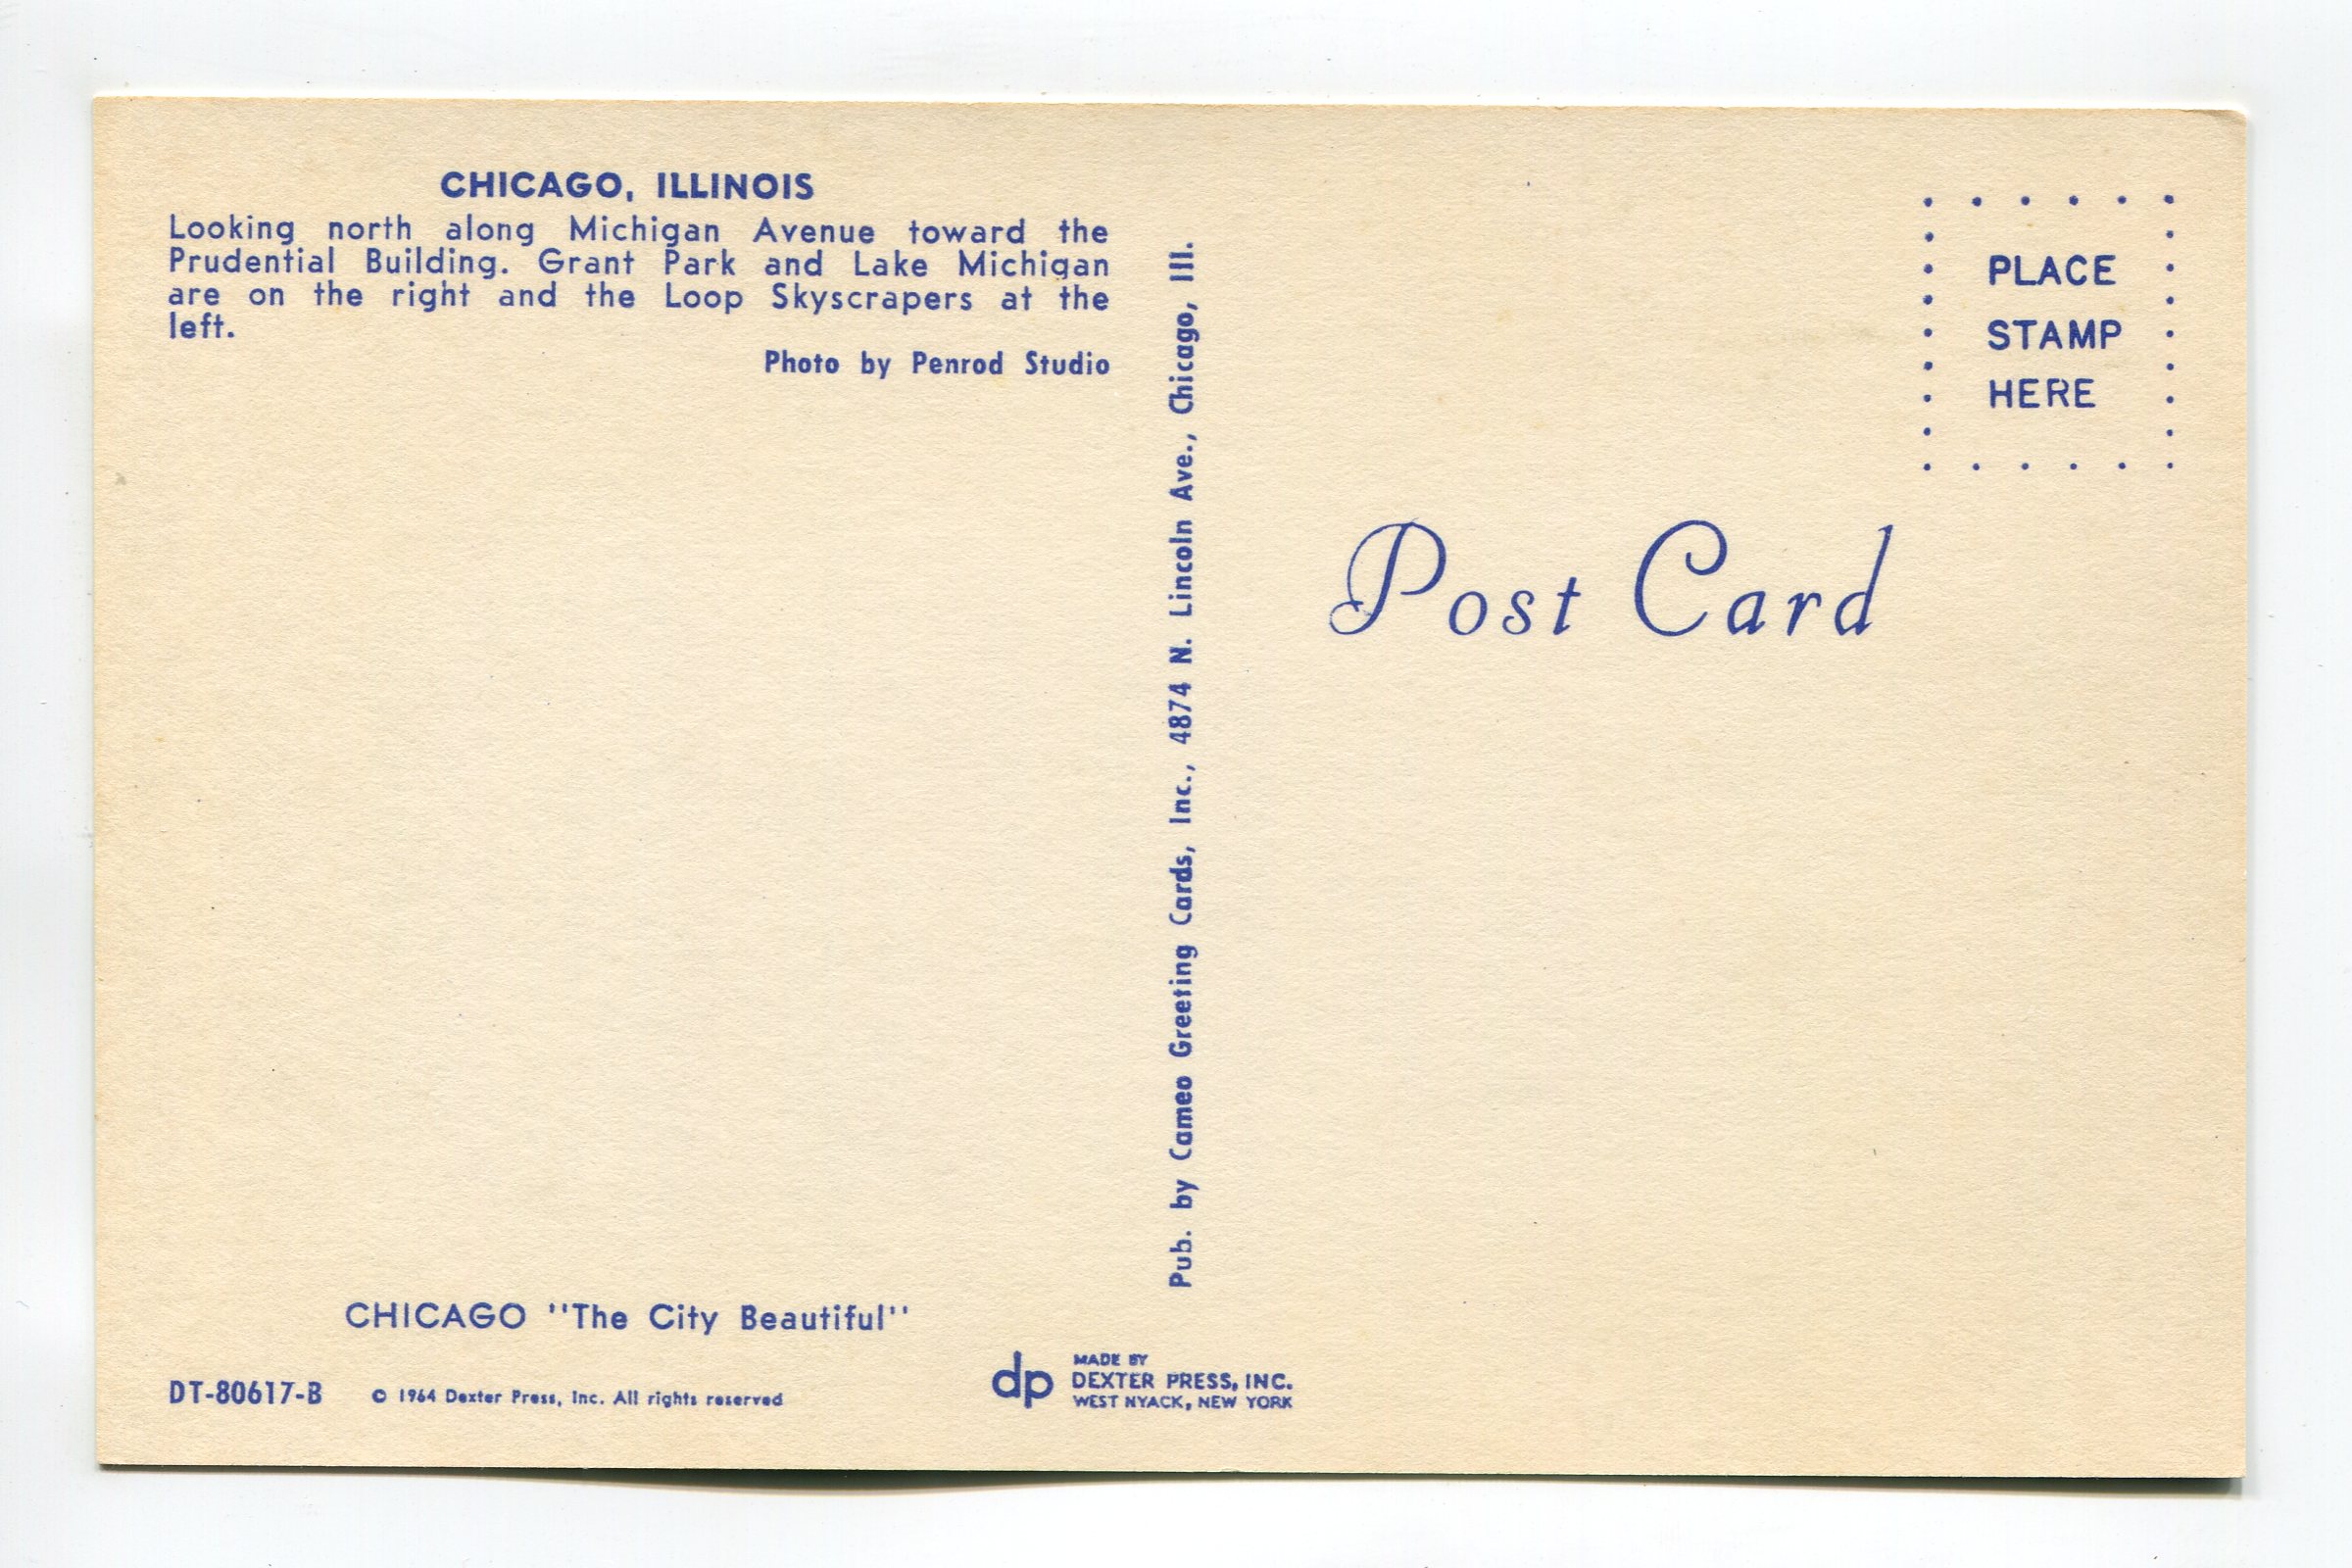 CHICAGO, ILLINOIS
Looking north along Michigan Avenue toward the
Prudential Building. Grant Park and Lake Michigan
are on the right and the Loop Skyscrapers at the
left.
Photo by Penrod Studio
CHICAGO "The City Beautiful"
DT-80617-B
© 1964 Dexter Press, Inc. All rights reserved
Pub. by Cameo Greeting Cards, Inc., 4874 N. Lincoln Ave., Chicago, Ill.
dp
MADE BY
DEXTER PRESS, INC.
WEST NYACK, NEW YORK
PLACE
STAMP
HERE
Post Card